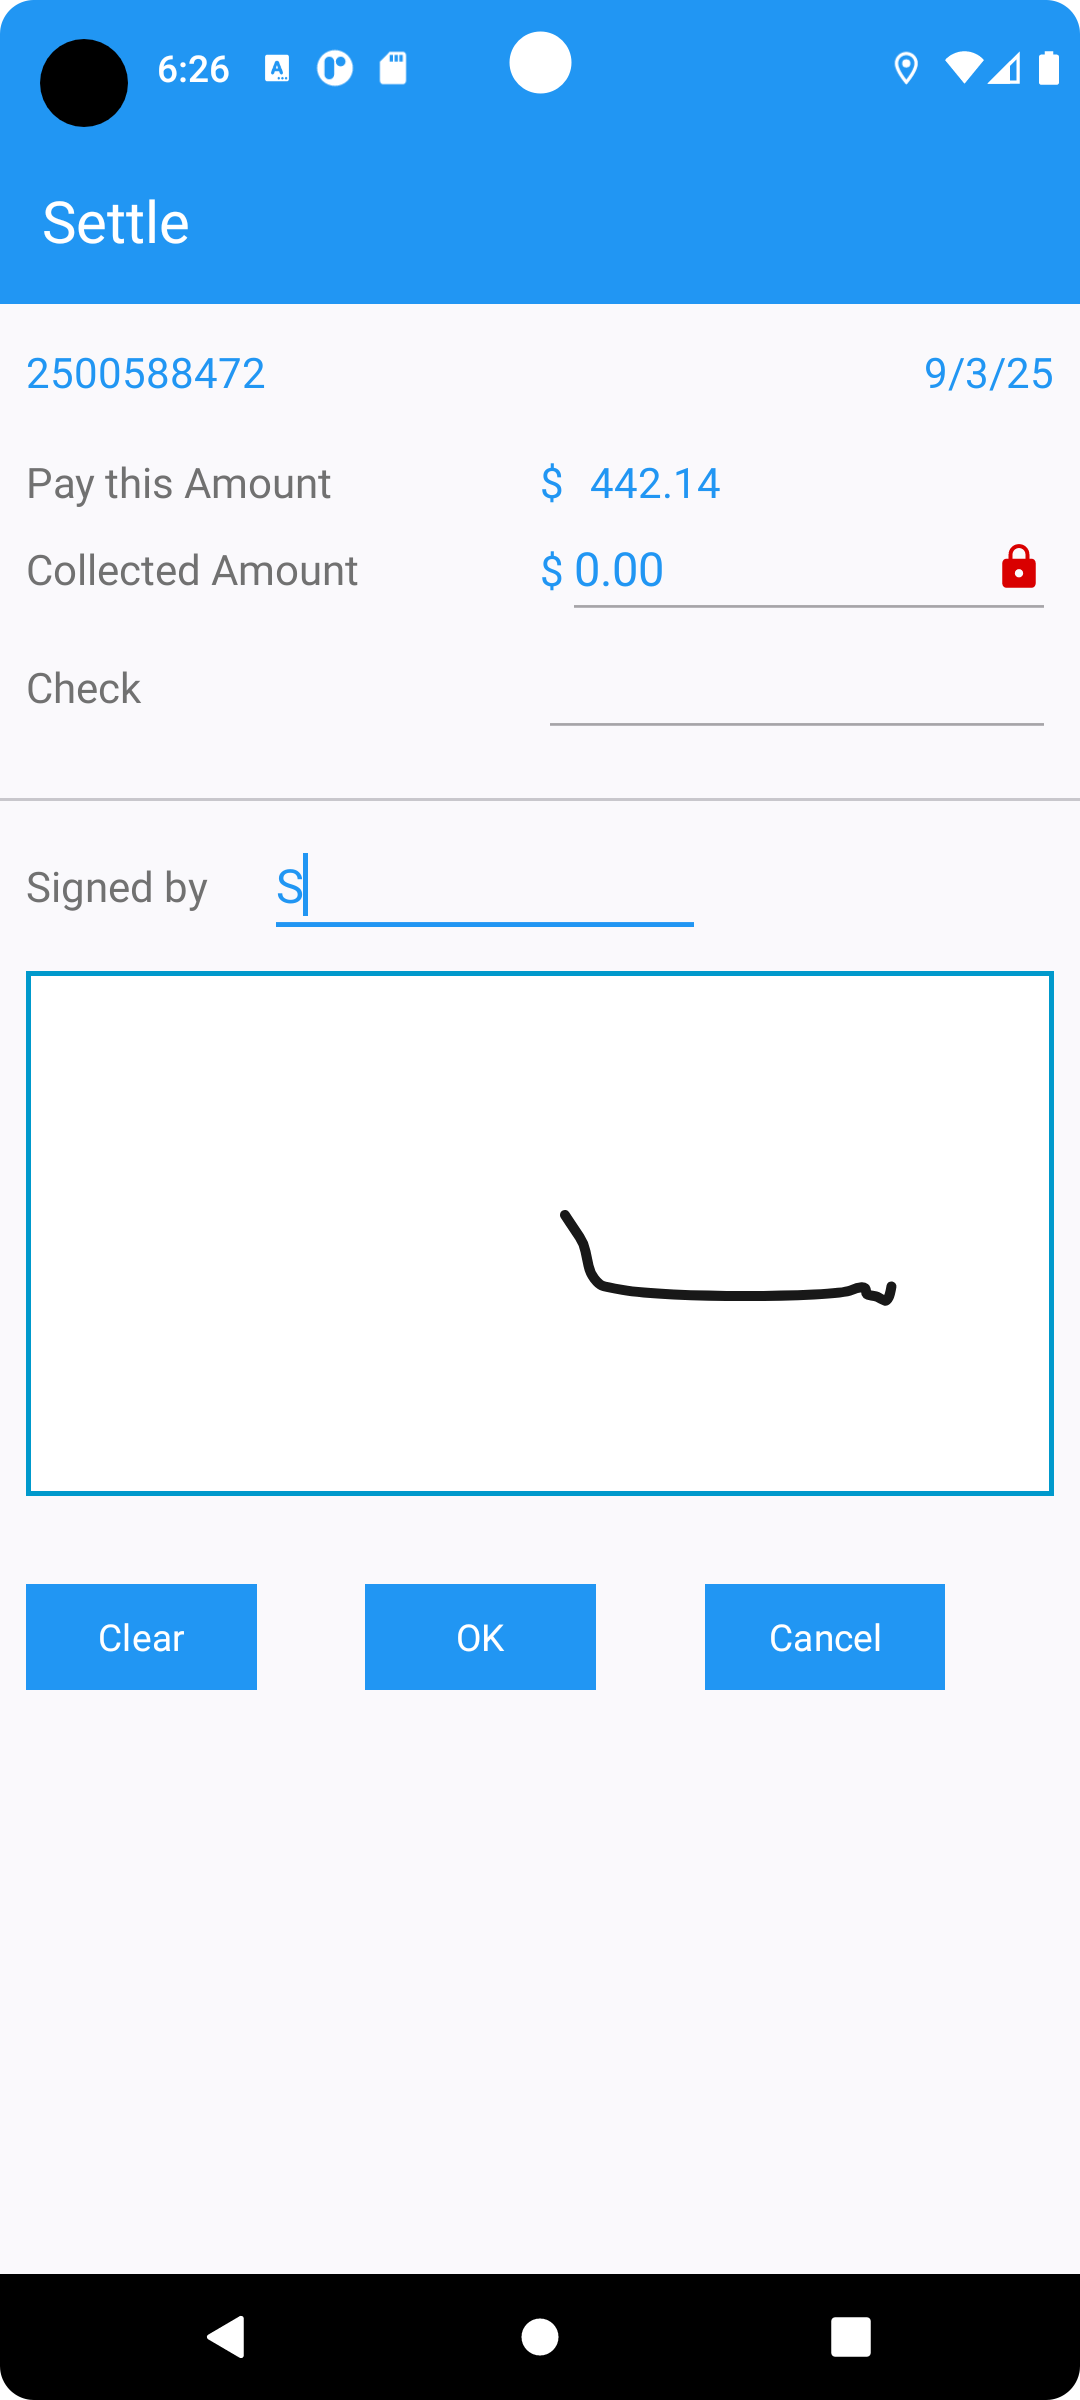 6:26
Settle
2500588472 9/3/25
Pay this Amount $ 442.14
Collected Amount $ 0.00
Check
Signed by S
Clear OK Cancel